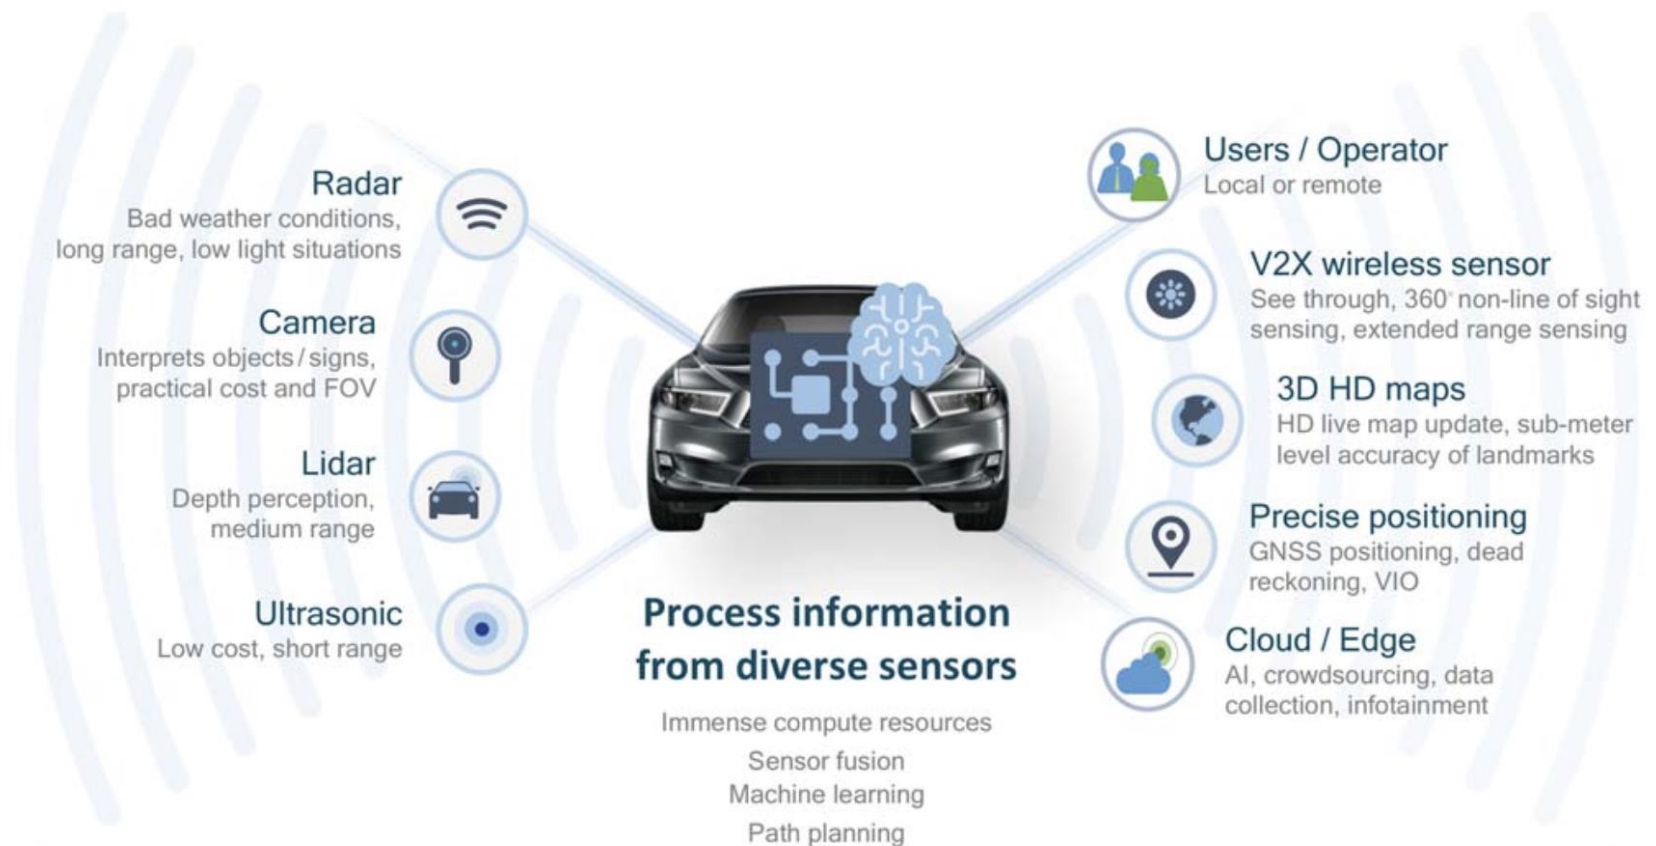 Radar
Bad weather conditions,
long range, low light situations
Camera
Interprets objects/signs,
practical cost and FOV
Lidar
Depth perception,
medium range
Ultrasonic
Low cost, short range
Users / Operator
Local or remote
V2X wireless sensor
See through, 360° non-line of sight
sensing, extended range sensing
3D HD maps
HD live map update, sub-meter
level accuracy of landmarks
Precise positioning
GNSS positioning, dead
reckoning, VIO
Cloud / Edge
AI, crowdsourcing, data
collection, infotainment
Process information
from diverse sensors
Immense compute resources
Sensor fusion
Machine learning
Path planning